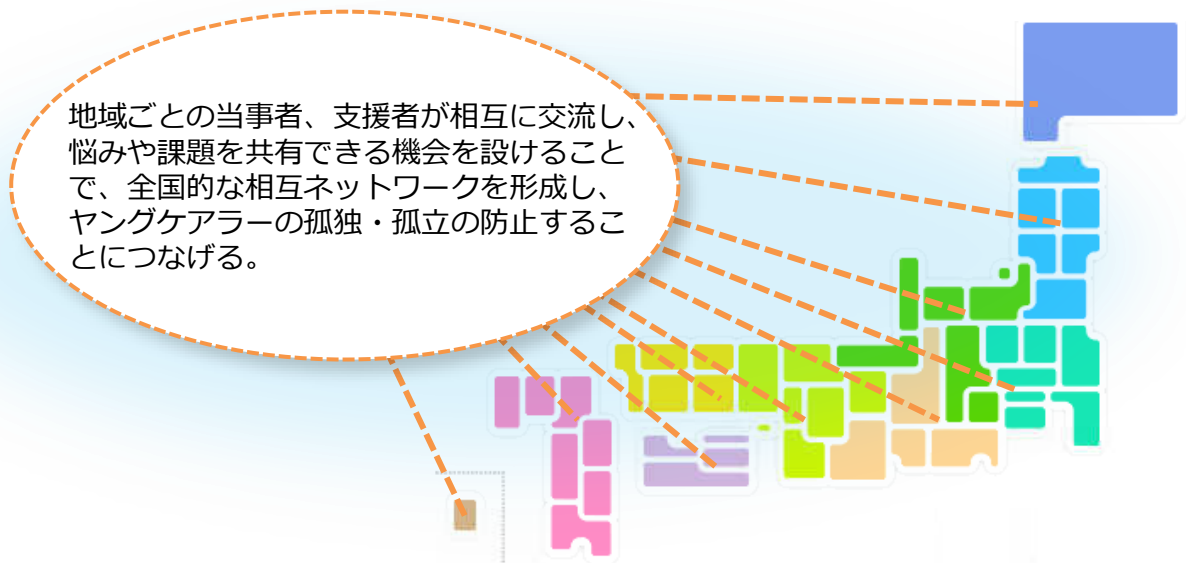 地域ごとの当事者、支援者が相互に交流し、
悩みや課題を共有できる機会を設けること
で、全国的な相互ネットワークを形成し、
ヤングケアラーの孤独・孤立の防止するこ
とにつなげる。